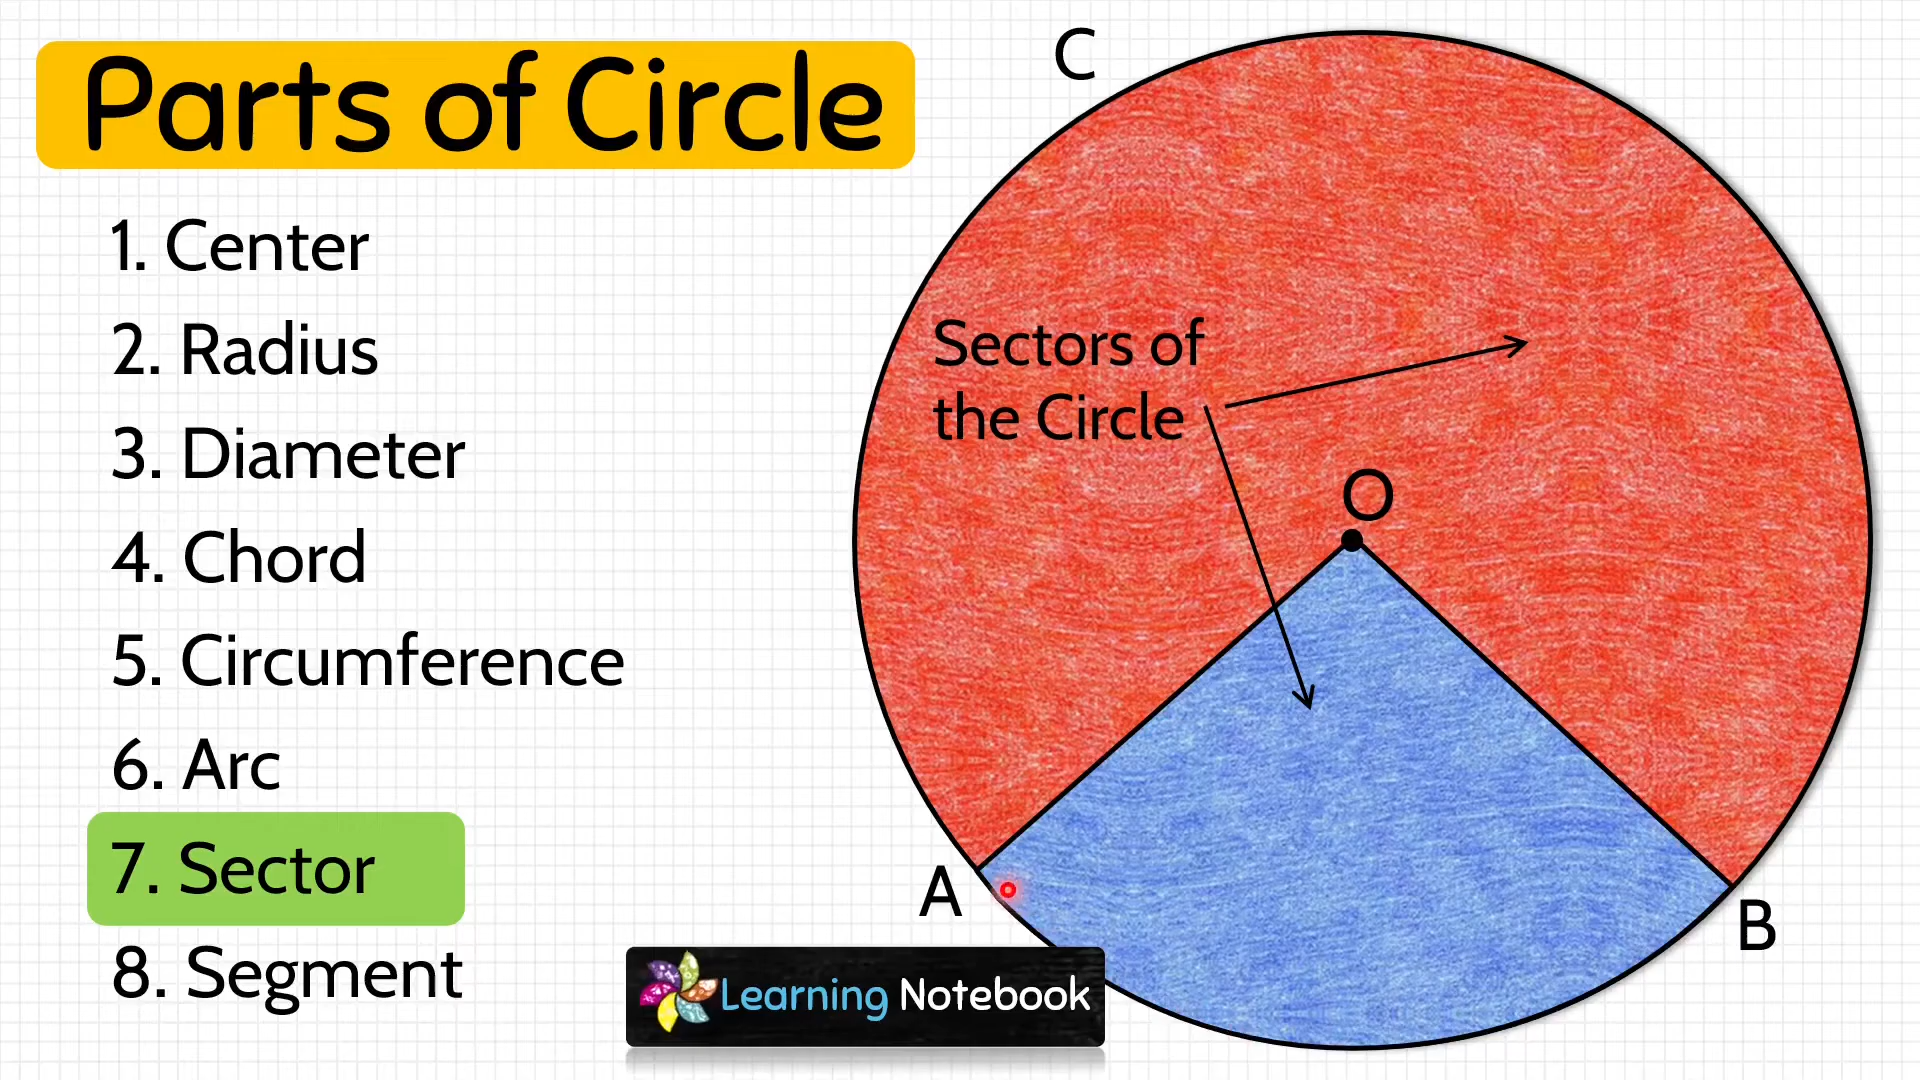 Parts of Circle
1. Center
2. Radius
3. Diameter
4. Chord
5. Circumference
6. Arc
7. Sector
8. Segment
C
Sectors of
the Circle
O
A
B
Learning Notebook